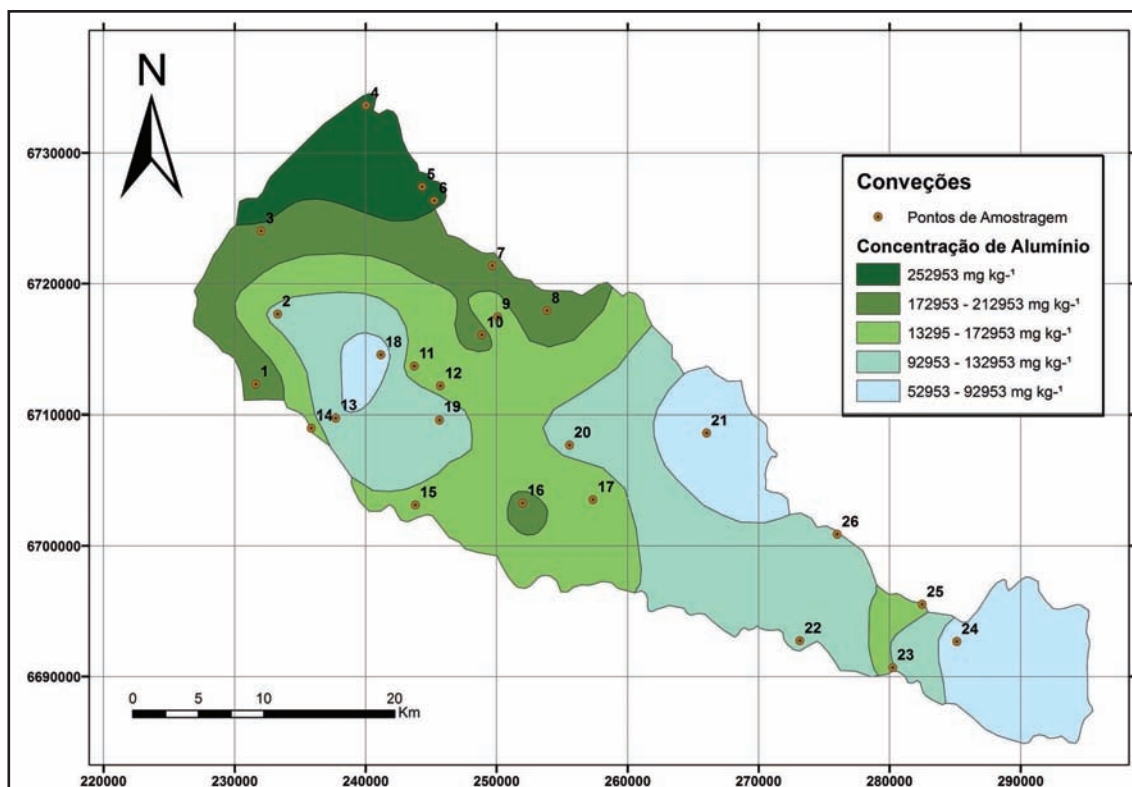 N
4
6730000
5
6
3
7
6720000
2
9
8
10
18
11
12
1
6710000
13
14
19
20
21
15
16
17
26
6700000
25
22
24
23
6690000
0 5 10 20
Km
220000 230000 240000 250000 260000 270000 280000 290000
Conveções
Pontos de Amostragem
Concentração de Alumínio
252953 mg kg-¹
172953 - 212953 mg kg-¹
13295 - 172953 mg kg-¹
92953 - 132953 mg kg-¹
52953 - 92953 mg kg-¹